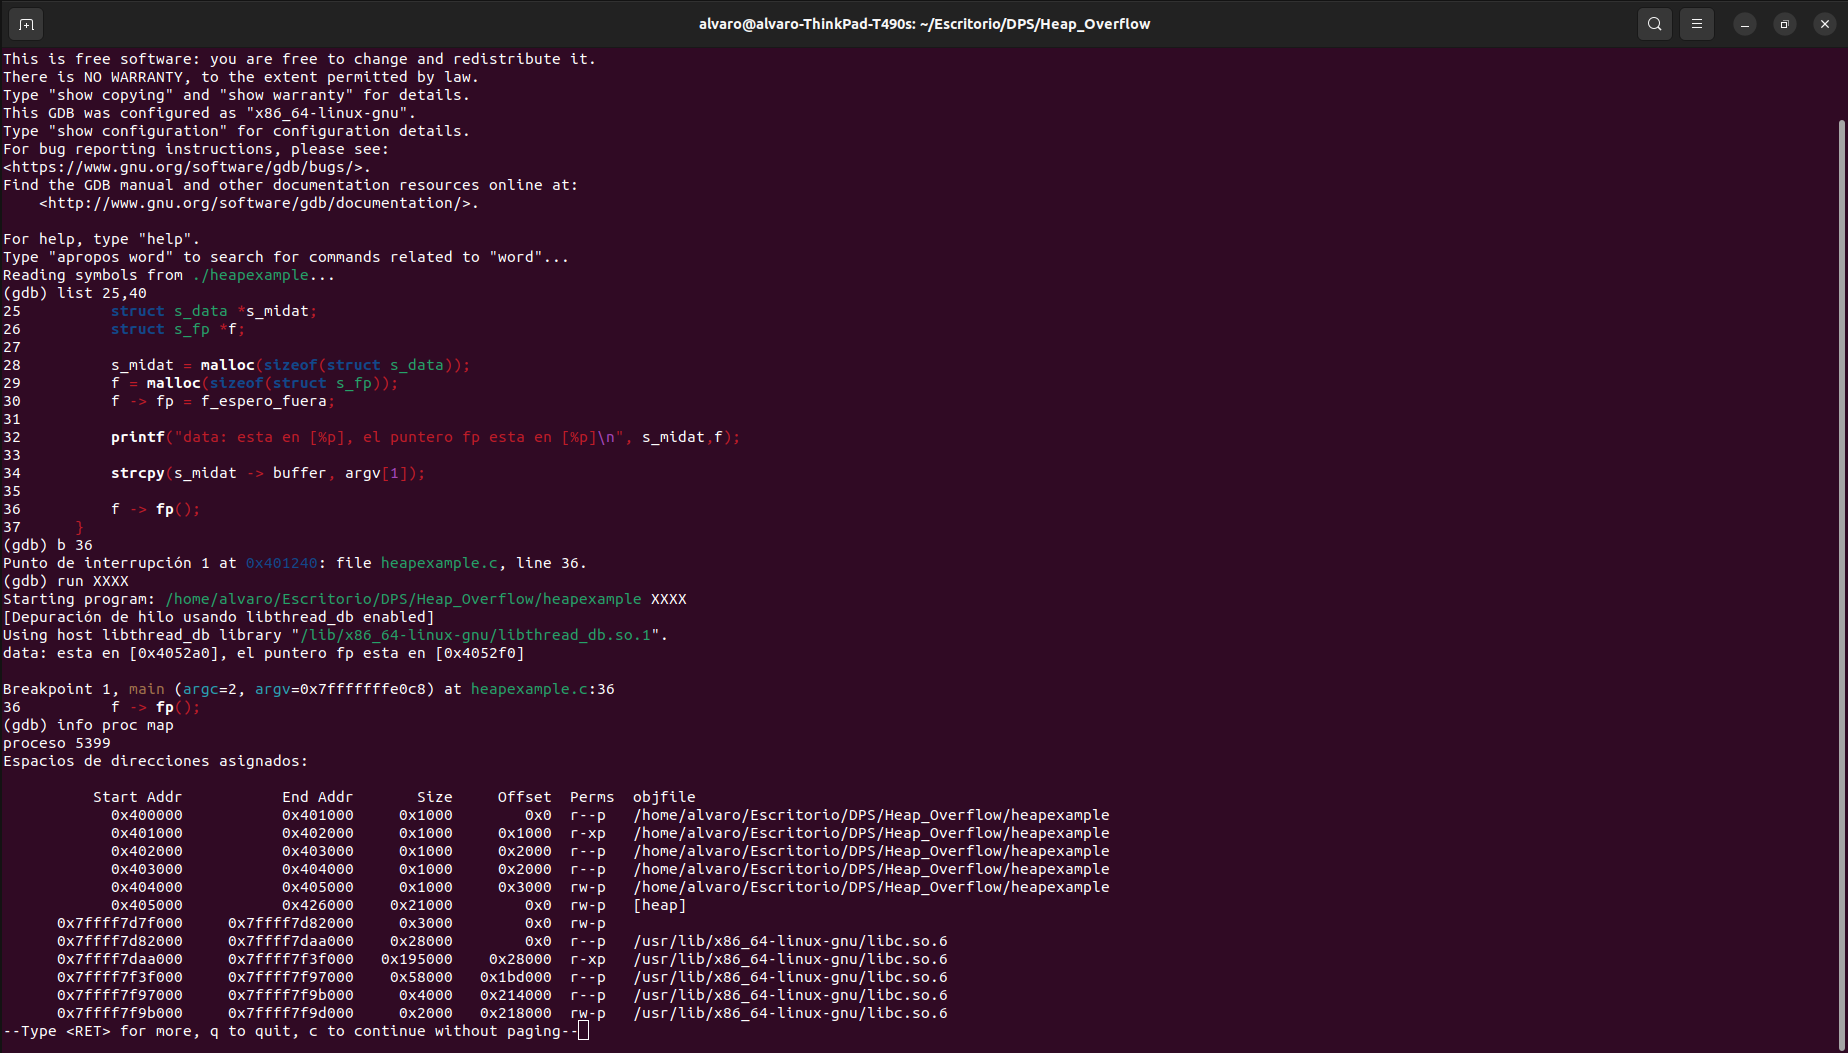 alvaro@alvaro-ThinkPad-T490s: ~/Escritorio/DPS/Heap_Overflow
This is free software: you are free to change and redistribute it.
There is NO WARRANTY, to the extent permitted by law.
Type "show copying" and "show warranty" for details.
This GDB was configured as "x86_64-linux-gnu".
Type "show configuration" for configuration details.
For bug reporting instructions, please see:
<https://www.gnu.org/software/gdb/bugs/>.
Find the GDB manual and other documentation resources online at:
    <http://www.gnu.org/software/gdb/documentation/>.

For help, type "help".
Type "apropos word" to search for commands related to "word"...
Reading symbols from ./heapexample...
(gdb) list 25,40
25          struct s_data *s_midat;
26          struct s_fp *f;
27
28          s_midat = malloc(sizeof(struct s_data));
29          f = malloc(sizeof(struct s_fp));
30          f -> fp = f_espero_fuera;
31
32          printf("data: esta en [%p], el puntero fp esta en [%p]\n", s_midat,f);
33
34          strcpy(s_midat -> buffer, argv[1]);
35
36          f -> fp();
37      }
(gdb) b 36
Punto de interrupción 1 at 0x401240: file heapexample.c, line 36.
(gdb) run XXXX
Starting program: /home/alvaro/Escritorio/DPS/Heap_Overflow/heapexample XXXX
[Depuración de hilo usando libthread_db enabled]
Using host libthread_db library "/lib/x86_64-linux-gnu/libthread_db.so.1".
data: esta en [0x4052a0], el puntero fp esta en [0x4052f0]

Breakpoint 1, main (argc=2, argv=0x7fffffffe0c8) at heapexample.c:36
36          f -> fp();
(gdb) info proc map
proceso 5399
Espacios de direcciones asignados:

          Start Addr           End Addr       Size     Offset  Perms  objfile
            0x400000           0x401000     0x1000        0x0  r--p   /home/alvaro/Escritorio/DPS/Heap_Overflow/heapexample
            0x401000           0x402000     0x1000     0x1000  r-xp   /home/alvaro/Escritorio/DPS/Heap_Overflow/heapexample
            0x402000           0x403000     0x1000     0x2000  r--p   /home/alvaro/Escritorio/DPS/Heap_Overflow/heapexample
            0x403000           0x404000     0x1000     0x2000  r--p   /home/alvaro/Escritorio/DPS/Heap_Overflow/heapexample
            0x404000           0x405000     0x1000     0x3000  rw-p   /home/alvaro/Escritorio/DPS/Heap_Overflow/heapexample
            0x405000           0x426000    0x21000        0x0  rw-p   [heap]
      0x7ffff7d7f000     0x7ffff7d82000     0x3000        0x0  rw-p
      0x7ffff7d82000     0x7ffff7daa000    0x28000        0x0  r--p   /usr/lib/x86_64-linux-gnu/libc.so.6
      0x7ffff7daa000     0x7ffff7f3f000   0x195000    0x28000  r-xp   /usr/lib/x86_64-linux-gnu/libc.so.6
      0x7ffff7f3f000     0x7ffff7f97000    0x58000   0x1bd000  r--p   /usr/lib/x86_64-linux-gnu/libc.so.6
      0x7ffff7f97000     0x7ffff7f9b000     0x4000   0x214000  r--p   /usr/lib/x86_64-linux-gnu/libc.so.6
      0x7ffff7f9b000     0x7ffff7f9d000     0x2000   0x218000  rw-p   /usr/lib/x86_64-linux-gnu/libc.so.6
--Type <RET> for more, q to quit, c to continue without paging--